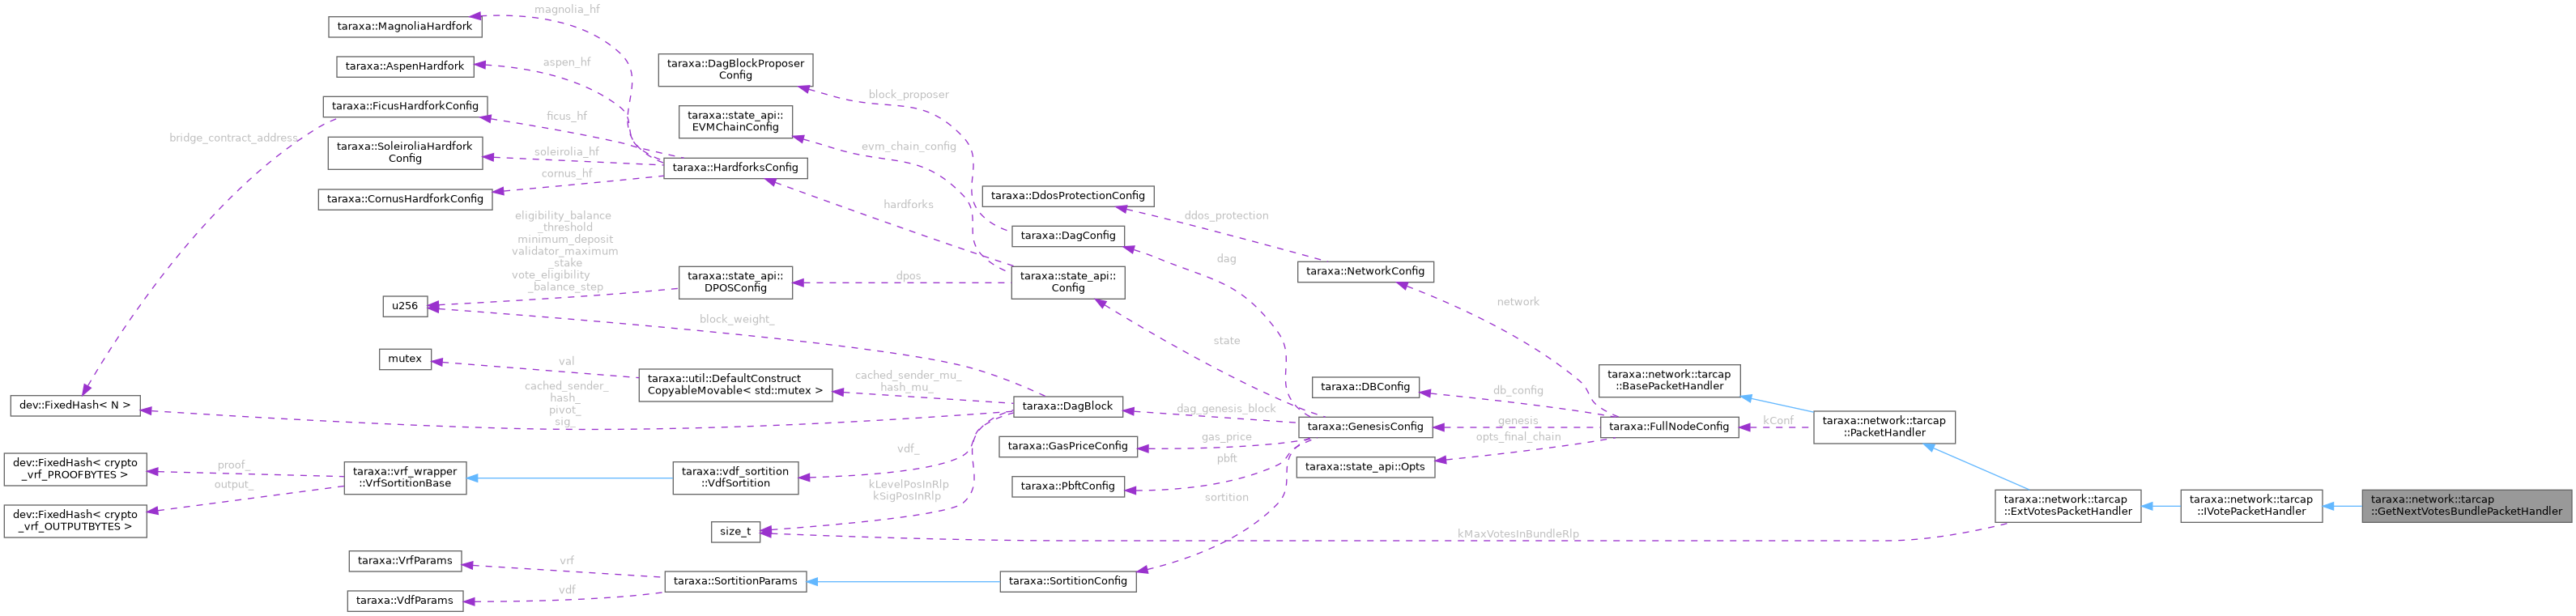 magnolia_hf
taraxa::MagnoliaHardfork
aspen_hf
taraxa::AspenHardfork
taraxa::DagBlockProposer
Config
block_proposer
taraxa::FicusHardforkConfig
ficus_hf
taraxa::state_api::
EVMChainConfig
bridge_contract_address
evm_chain_config
taraxa::SoleiroliaHardfork
Config
soleirolia_hf
taraxa::HardforksConfig
cornus_hf
taraxa::CornusHardforkConfig
taraxa::DdosProtectionConfig
hardforks
ddos_protection
eligibility_balance
_threshold
minimum_deposit
validator_maximum
_stake
vote_eligibility
_balance_step
taraxa::DagConfig
dag
taraxa::state_api::
DPOSConfig
dpos
taraxa::state_api::
Config
taraxa::NetworkConfig
network
u256
block_weight_
state
mutex
val
taraxa::util::DefaultConstruct
CopyableMovable< std::mutex >
cached_sender_mu_
hash_mu_
taraxa::DBConfig
db_config
taraxa::network::tarcap
::BasePacketHandler
dev::FixedHash< N >
cached_sender_
hash_
pivot_
sig_
taraxa::DagBlock
dag_genesis_block
taraxa::GenesisConfig
genesis
taraxa::FullNodeConfig
kConf
taraxa::network::tarcap
::PacketHandler
taraxa::GasPriceConfig
gas_price
opts_final_chain
vdf_
pbft
taraxa::state_api::Opts
dev::FixedHash< crypto
_vrf_PROOFBYTES >
proof_
output_
taraxa::vrf_wrapper
::VrfSortitionBase
taraxa::vdf_sortition
::VdfSortition
taraxa::PbftConfig
kLevelPosInRlp
kSigPosInRlp
sortition
dev::FixedHash< crypto
_vrf_OUTPUTBYTES >
taraxa::network::tarcap
::ExtVotesPacketHandler
taraxa::network::tarcap
::IVotePacketHandler
taraxa::network::tarcap
::GetNextVotesBundlePacketHandler
size_t
kMaxVotesInBundleRlp
taraxa::VrfParams
vrf
taraxa::SortitionParams
taraxa::SortitionConfig
vdf
taraxa::VdfParams